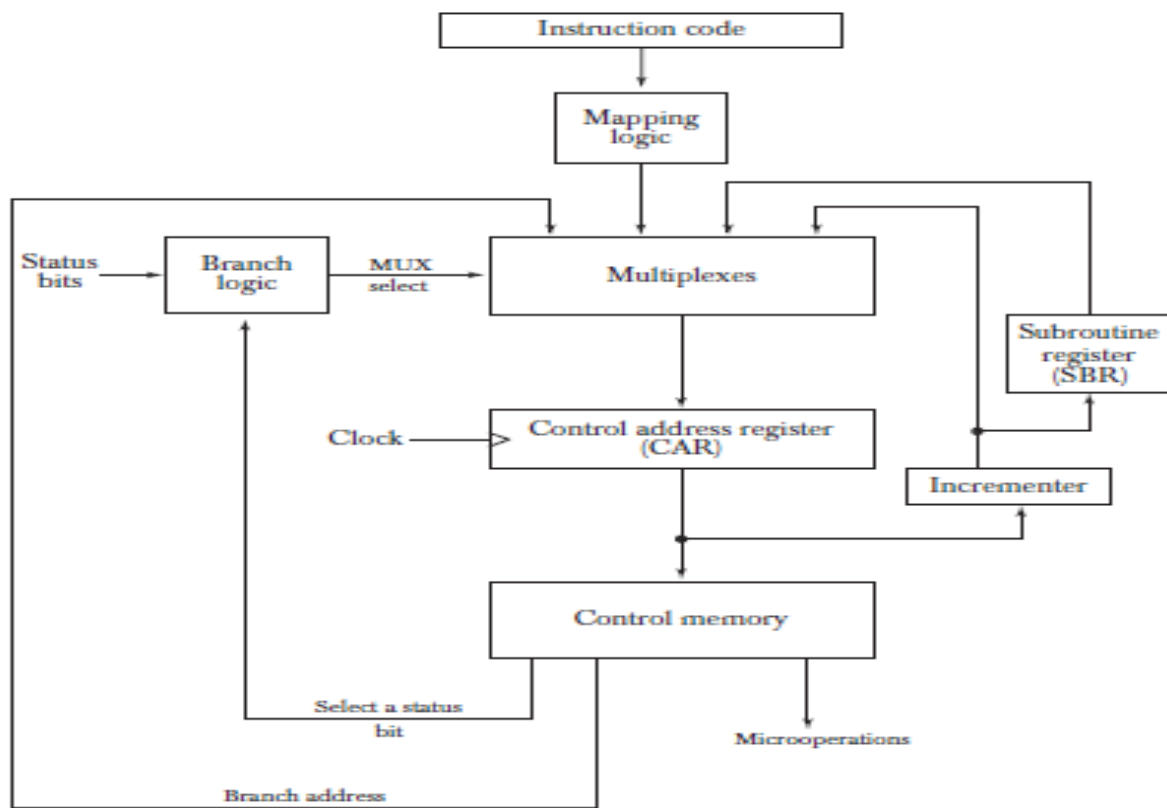 Instruction code
Mapping
logic
Status
bits
Branch
logic
MUX
select
Multiplexes
Subroutine
register
(SBR)
Clock
Control address register
(CAR)
Incrementer
Control memory
Select a status
bit
Microoperations
Branch address